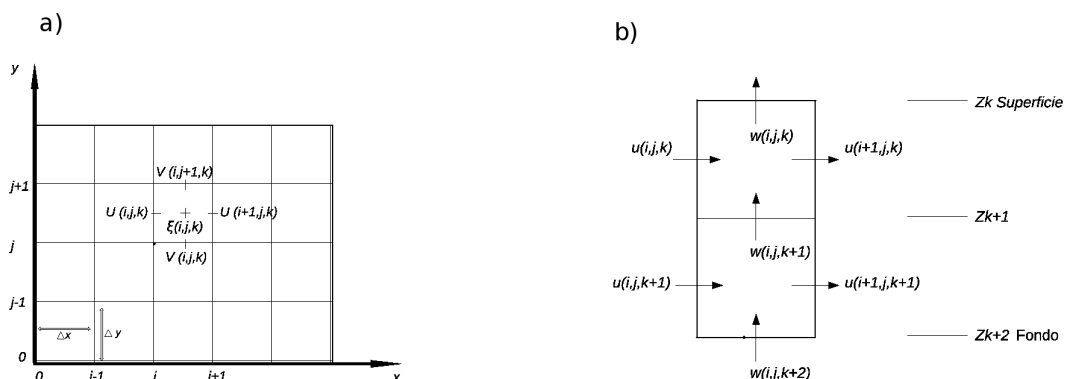 a)
y
j+1
j
j-1
0
V (i,j+1,k)
U (i,j,k)
U (i+1,j,k)
ξ(i,j,k)
V (i,j,k)
△x
△y
0
i-1
i
i+1
x
b)
Zk Superficie
w(i,j,k)
u(i,j,k)
u(i+1,j,k)
Zk+1
w(i,j,k+1)
u(i,j,k+1)
u(i+1,j,k+1)
Zk+2 Fondo
w(i,j,k+2)